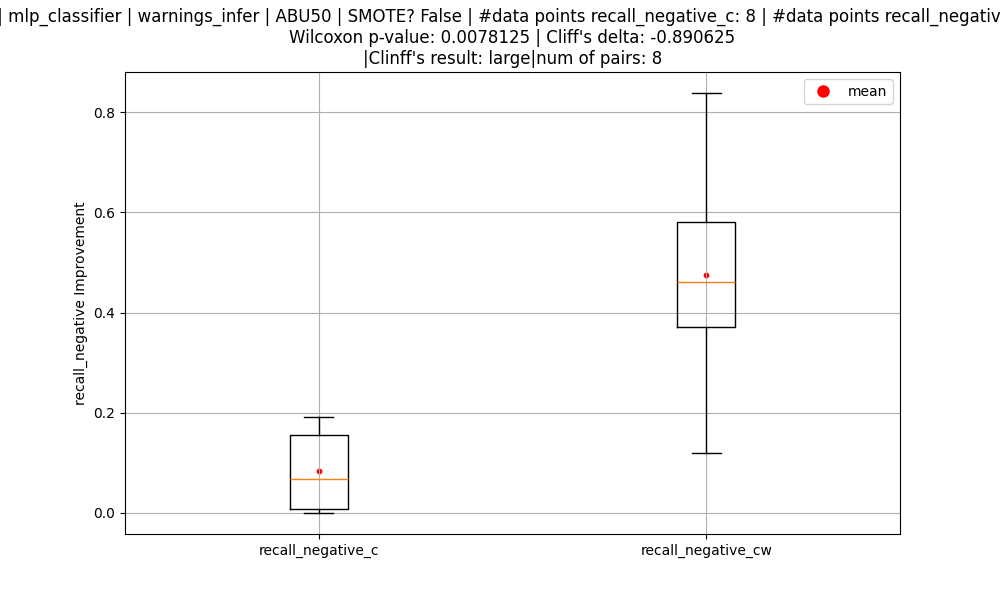 | mlp_classifier | warnings_infer | ABU50 | SMOTE? False | #data points recall_negative_c: 8 | #data points
Wilcoxon p-value: 0.0078125 | Cliff's delta: -0.890625
|Clinff's result: large|num of pairs: 8
mean
0.8
0.6
0.4
0.2
0.0
recall_negative Improvement
recall_negative_c
recall_negative_cw